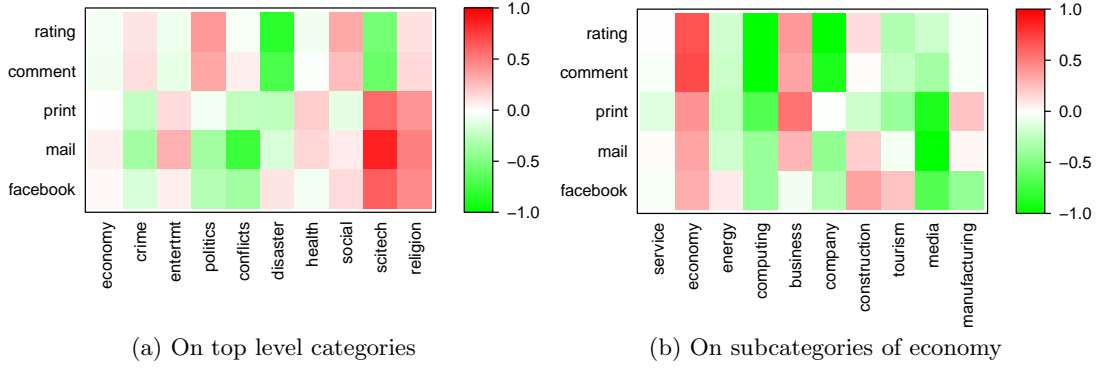 rating
comment
print
mail
facebook
economy
crime
entertmt
politics
conflicts
disaster
health
social
scitech
religion
1.0
0.5
0.0
−0.5
−1.0
(a) On top level categories
rating
comment
print
mail
facebook
service
economy
energy
computing
business
company
construction
tourism
media
manufacturing
1.0
0.5
0.0
−0.5
−1.0
(b) On subcategories of economy